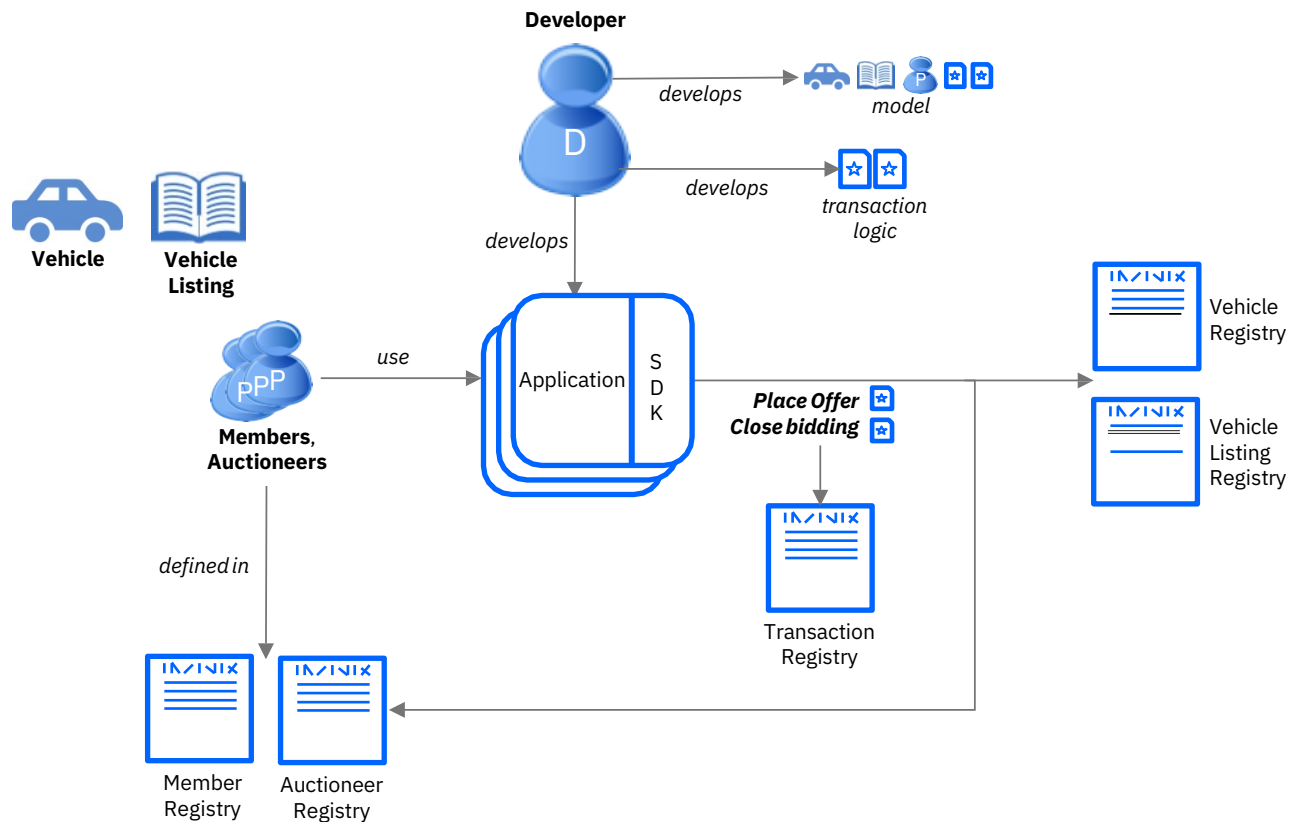 Developer
D
develops
P
model
develops
transaction
logic
Vehicle
Vehicle
Listing
develops
PPP
Members,
Auctioneers
use
Application
S
D
K
Place Offer
Close bidding
Vehicle
Registry
Vehicle
Listing
Registry
defined in
Transaction
Registry
Member
Registry
Auctioneer
Registry